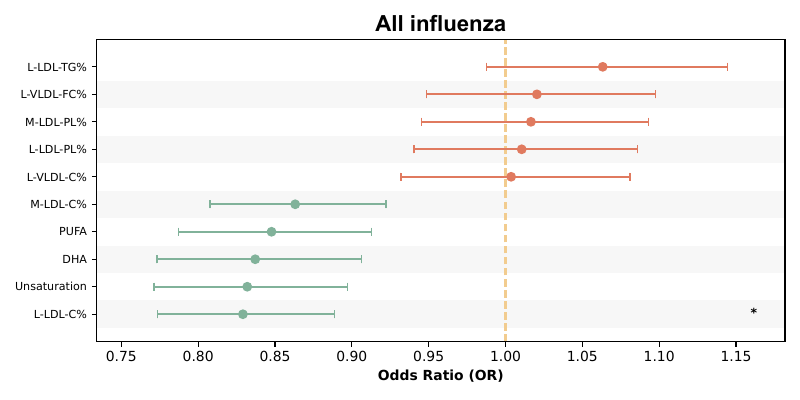 All influenza
L-LDL-TG%
L-VLDL-FC%
M-LDL-PL%
L-LDL-PL%
L-VLDL-C%
M-LDL-C%
PUFA
DHA
Unsaturation
L-LDL-C%
*
0.75 0.80 0.85 0.90 0.95 1.00 1.05 1.10 1.15
Odds Ratio (OR)